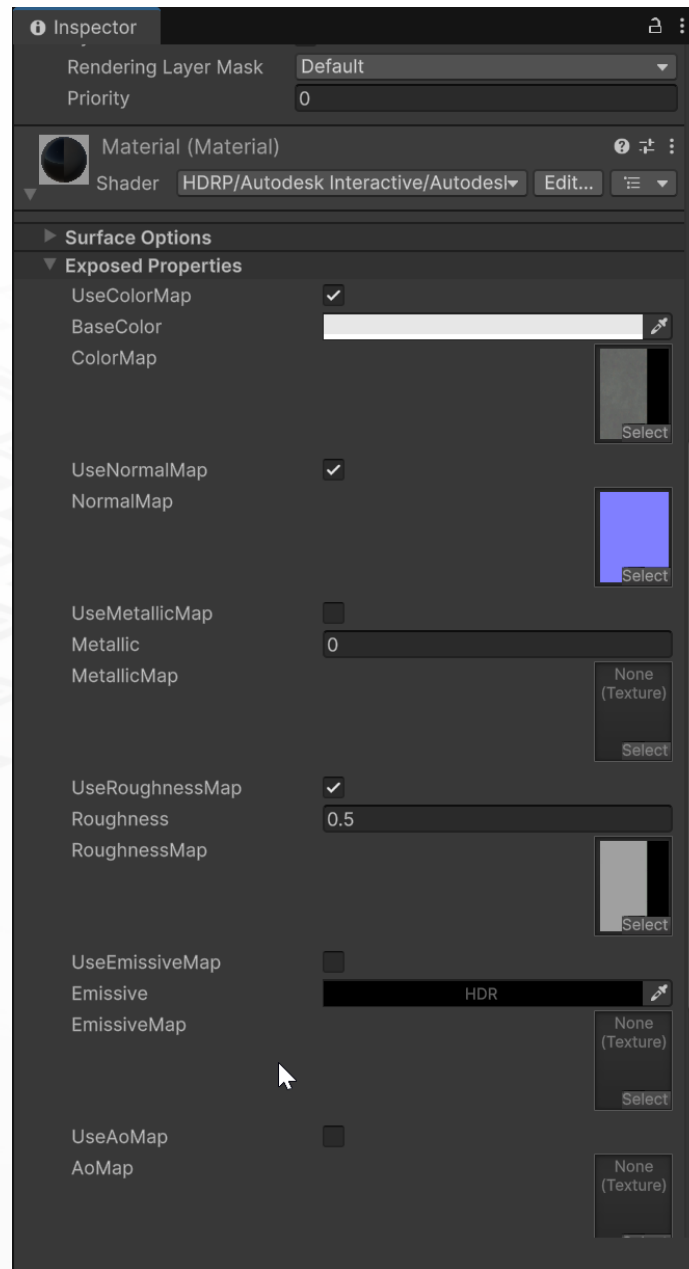 Inspector
Rendering Layer Mask Default
Priority 0
Material (Material)
Shader HDRP/Autodesk Interactive/Autodesl Edit...
Surface Options
Exposed Properties
UseColorMap
BaseColor
ColorMap
Select
UseNormalMap
NormalMap
Select
UseMetallicMap
Metallic 0
MetallicMap None
(Texture)
Select
UseRoughnessMap
Roughness 0.5
RoughnessMap
Select
UseEmissiveMap
Emissive HDR
EmissiveMap None
(Texture)
Select
UseAoMap
AoMap None
(Texture)